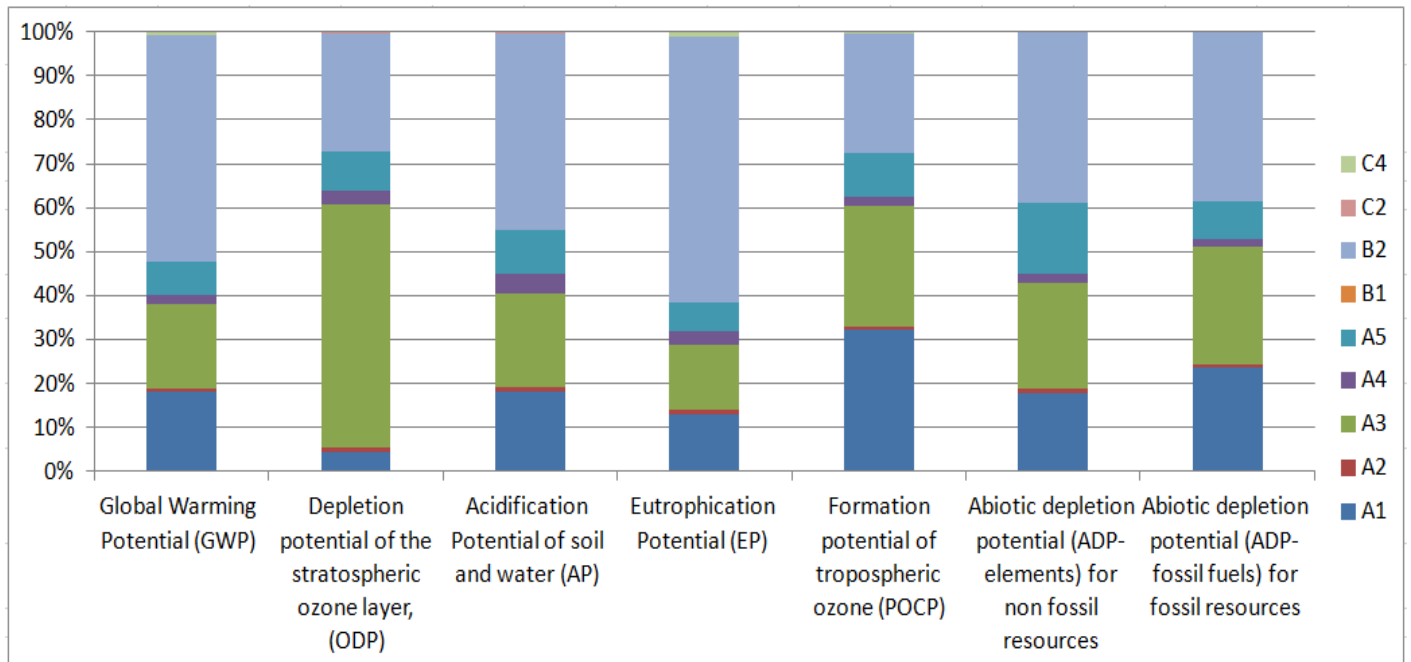 100%
90%
80%
70%
60%
50%
40%
30%
20%
10%
0%
C4
C2
B2
B1
A5
A4
A3
A2
A1
Global Warming
Potential (GWP)
Depletion
potential of the
stratospheric
ozone layer,
(ODP)
Acidification
Potential of soil
and water (AP)
Eutrophication
Potential (EP)
Formation
potential of
tropospheric
ozone (POCP)
Abiotic depletion
potential (ADP-
elements) for
non fossil
resources
Abiotic depletion
potential (ADP-
fossil fuels) for
fossil resources